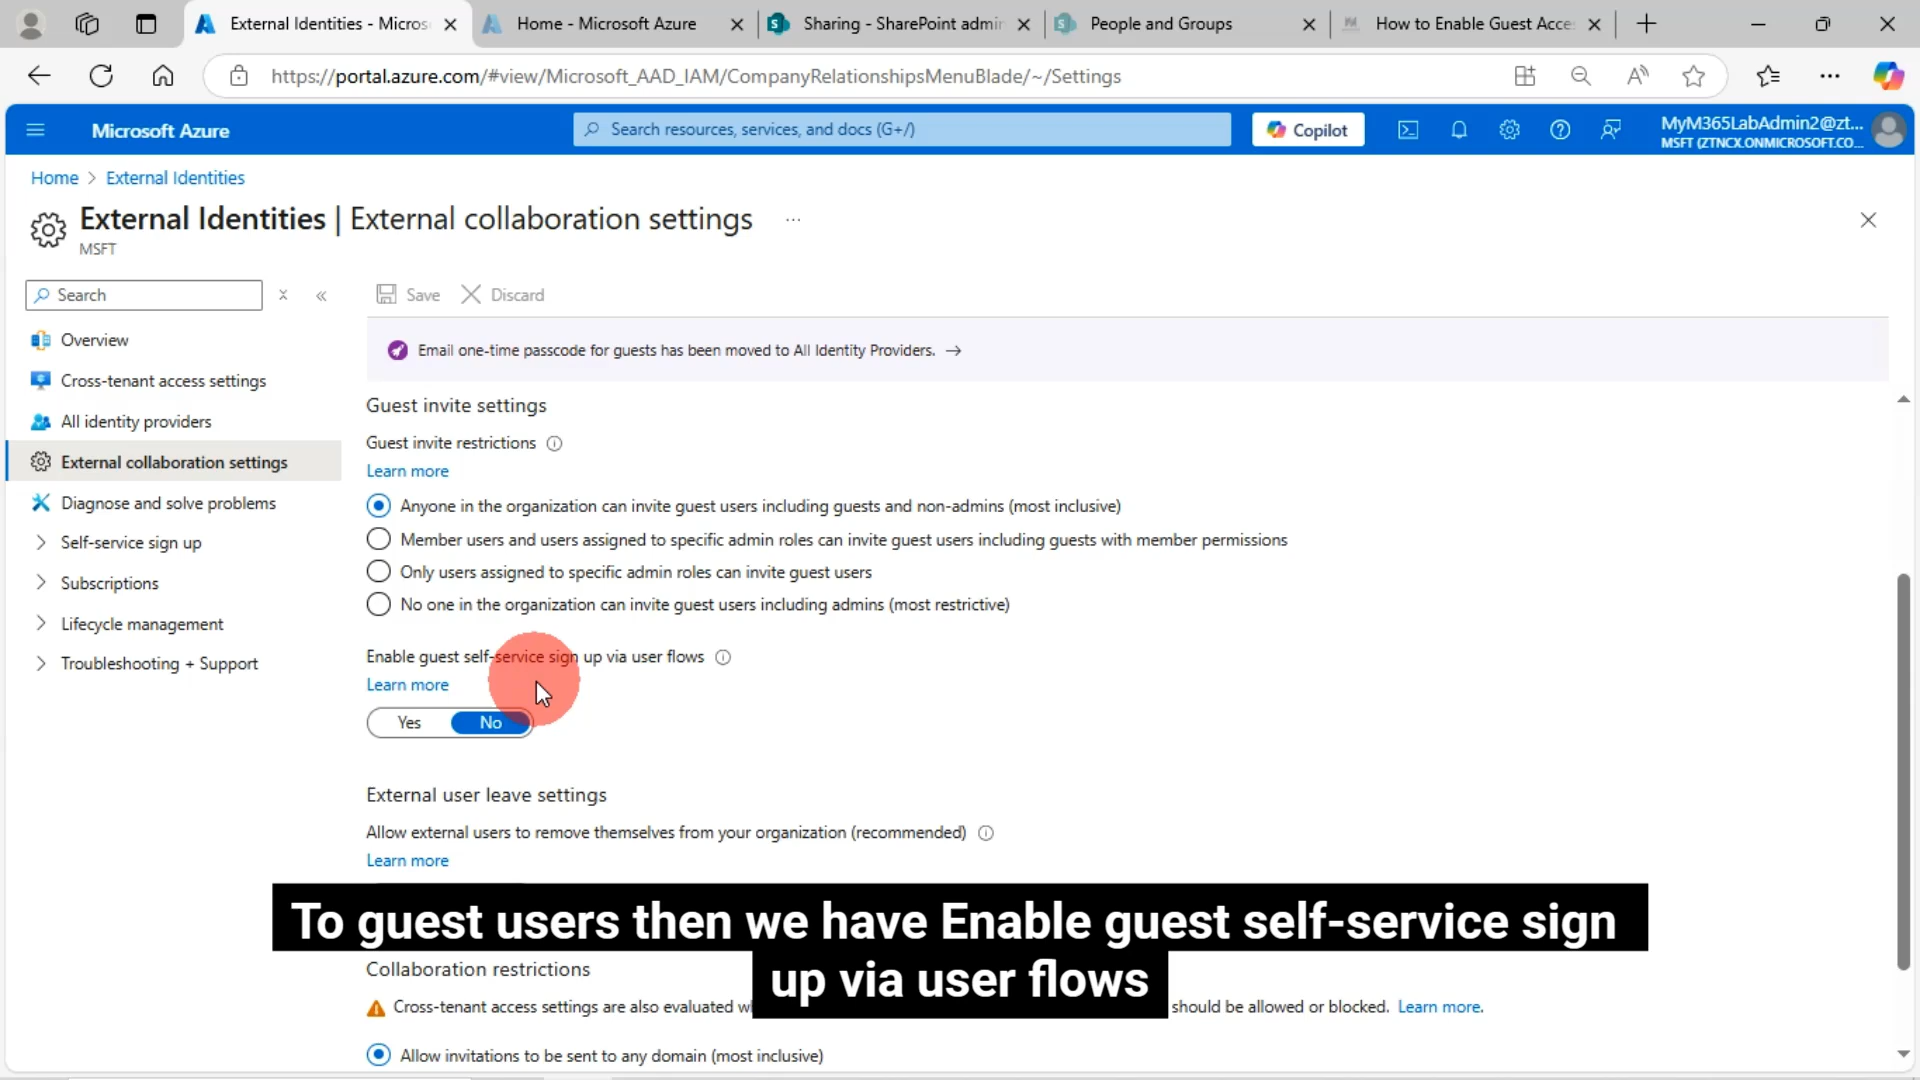 External Identities - Micros
Home - Microsoft Azure
Sharing - SharePoint admin
People and Groups
How to Enable Guest Acce
https://portal.azure.com/#view/Microsoft_AAD_IAM/CompanyRelationshipsMenuBlade/~/Settings
Microsoft Azure
Search resources, services, and docs (G+/)
Copilot
MyM365LabAdmin2@zt...
MSFT (ZTNCX.ONMICROSOFT.CO...
Home > External Identities
External Identities | External collaboration settings
MSFT
Search
Save
Discard
Overview
Cross-tenant access settings
All identity providers
External collaboration settings
Diagnose and solve problems
Self-service sign up
Subscriptions
Lifecycle management
Troubleshooting + Support
Email one-time passcode for guests has been moved to All Identity Providers. →
Guest invite settings
Guest invite restrictions
Learn more
Anyone in the organization can invite guest users including guests and non-admins (most inclusive)
Member users and users assigned to specific admin roles can invite guest users including guests with member permissions
Only users assigned to specific admin roles can invite guest users
No one in the organization can invite guest users including admins (most restrictive)
Enable guest self-service sign up via user flows
Learn more
Yes No
External user leave settings
Allow external users to remove themselves from your organization (recommended)
Learn more
To guest users then we have Enable guest self-service sign
up via user flows
Collaboration restrictions
Cross-tenant access settings are also evaluated should be allowed or blocked. Learn more.
Allow invitations to be sent to any domain (most inclusive)